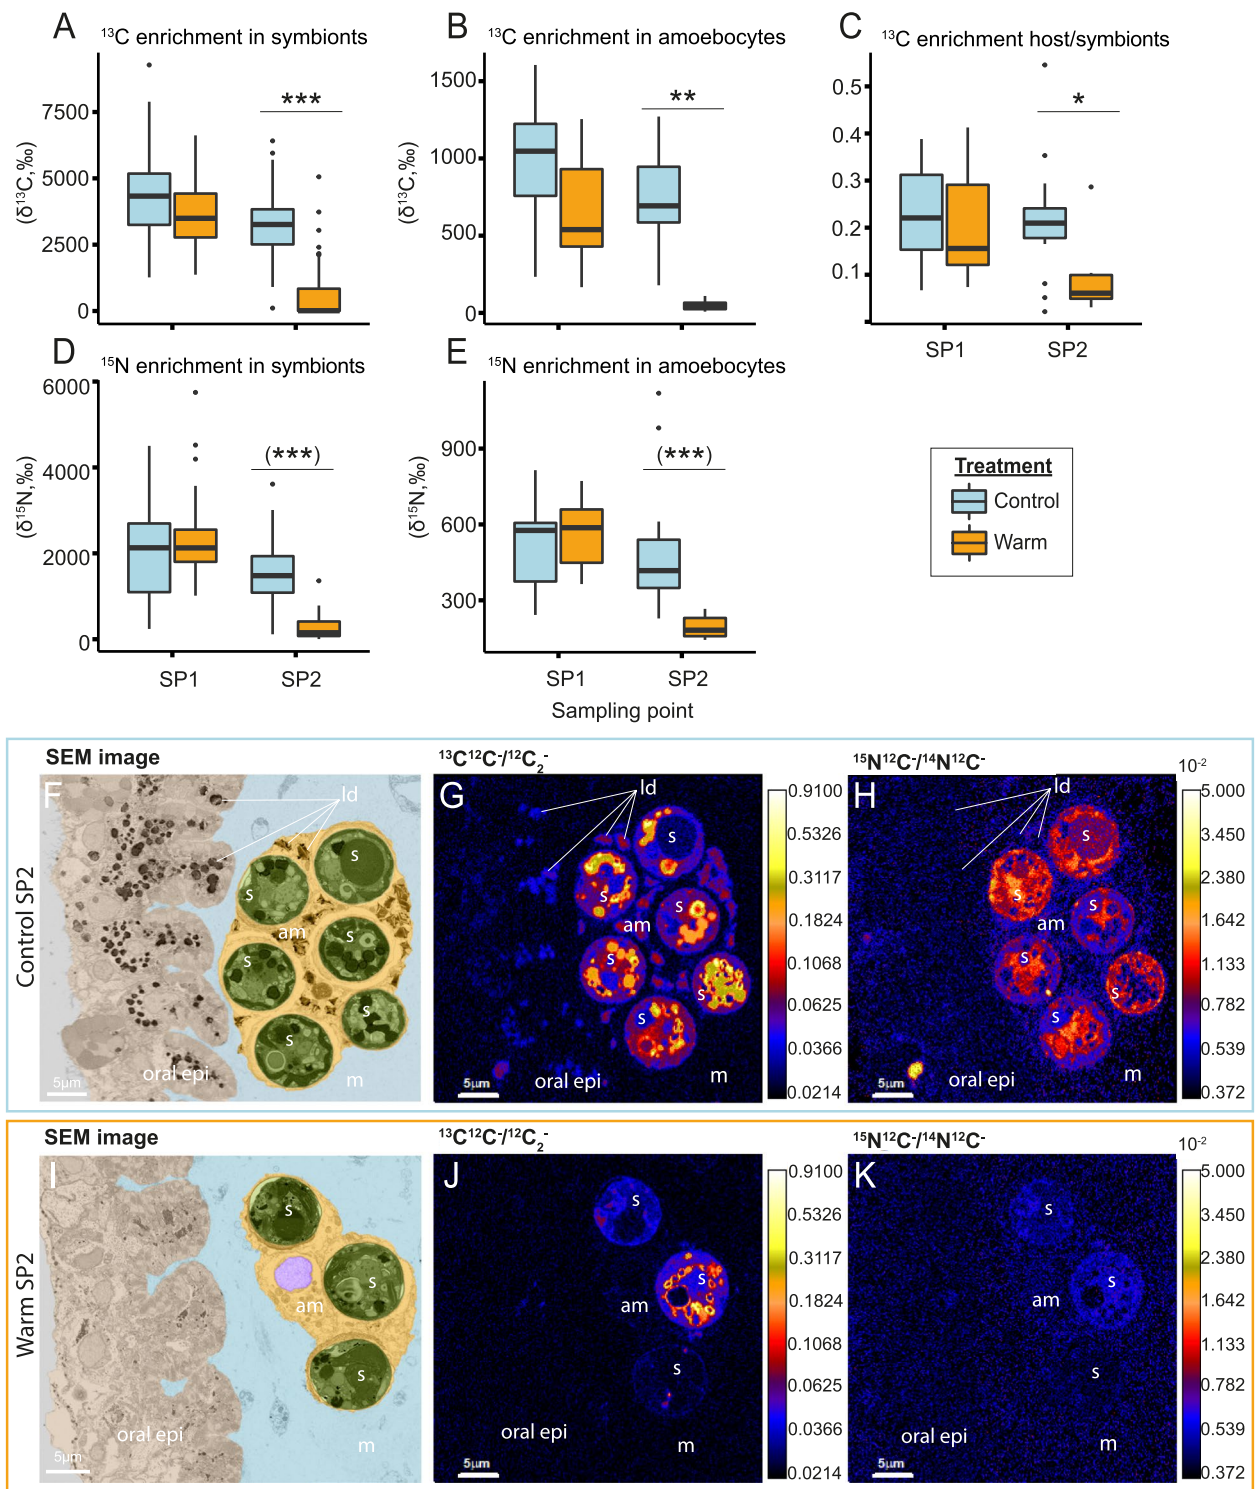 A
¹³C enrichment in symbionts
(δ¹³C,‰)
7500
5000
2500
0
***
B
¹³C enrichment in amoebocytes
(δ¹³C,‰)
1500
1000
500
0
**
C
¹³C enrichment host/symbionts
0.5
0.4
0.3
0.2
0.1
*
SP1
SP2
D
¹⁵N enrichment in symbionts
(δ¹⁵N,‰)
6000
4000
2000
0
(***)
SP1
SP2
E
¹⁵N enrichment in amoebocytes
(δ¹⁵N,‰)
900
600
300
(***)
SP1
SP2
Sampling point
Treatment
Control
Warm
Control SP2
SEM image
F
ld
s
s
s
am
s
s
s
oral epi
m
5µm
¹³C¹²C⁻/¹²C₂⁻
G
ld
s
s
s
am
s
s
s
oral epi
m
5µm
0.9100
0.5326
0.3117
0.1824
0.1068
0.0625
0.0366
0.0214
¹⁵N¹²C⁻/¹⁴N¹²C⁻
10⁻²
H
ld
s
s
s
am
s
s
s
oral epi
m
5µm
5.000
3.450
2.380
1.642
1.133
0.782
0.539
0.372
Warm SP2
SEM image
I
s
s
am
s
oral epi
m
5µm
¹³C¹²C⁻/¹²C₂⁻
J
s
s
am
s
oral epi
m
5µm
0.9100
0.5326
0.3117
0.1824
0.1068
0.0625
0.0366
0.0214
¹⁵N¹²C⁻/¹⁴N¹²C⁻
10⁻²
K
s
s
am
s
oral epi
m
5µm
5.000
3.450
2.380
1.642
1.133
0.782
0.539
0.372